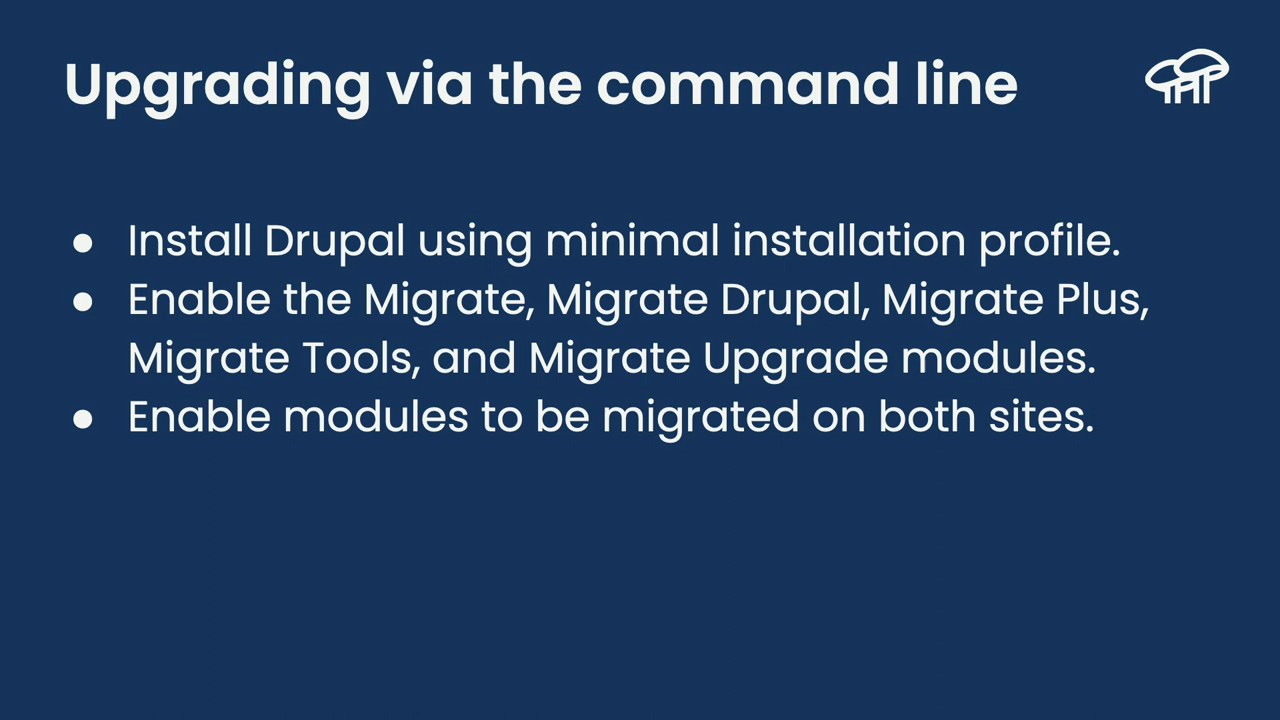 Upgrading via the command line
● Install Drupal using minimal installation profile.
● Enable the Migrate, Migrate Drupal, Migrate Plus,
Migrate Tools, and Migrate Upgrade modules.
● Enable modules to be migrated on both sites.